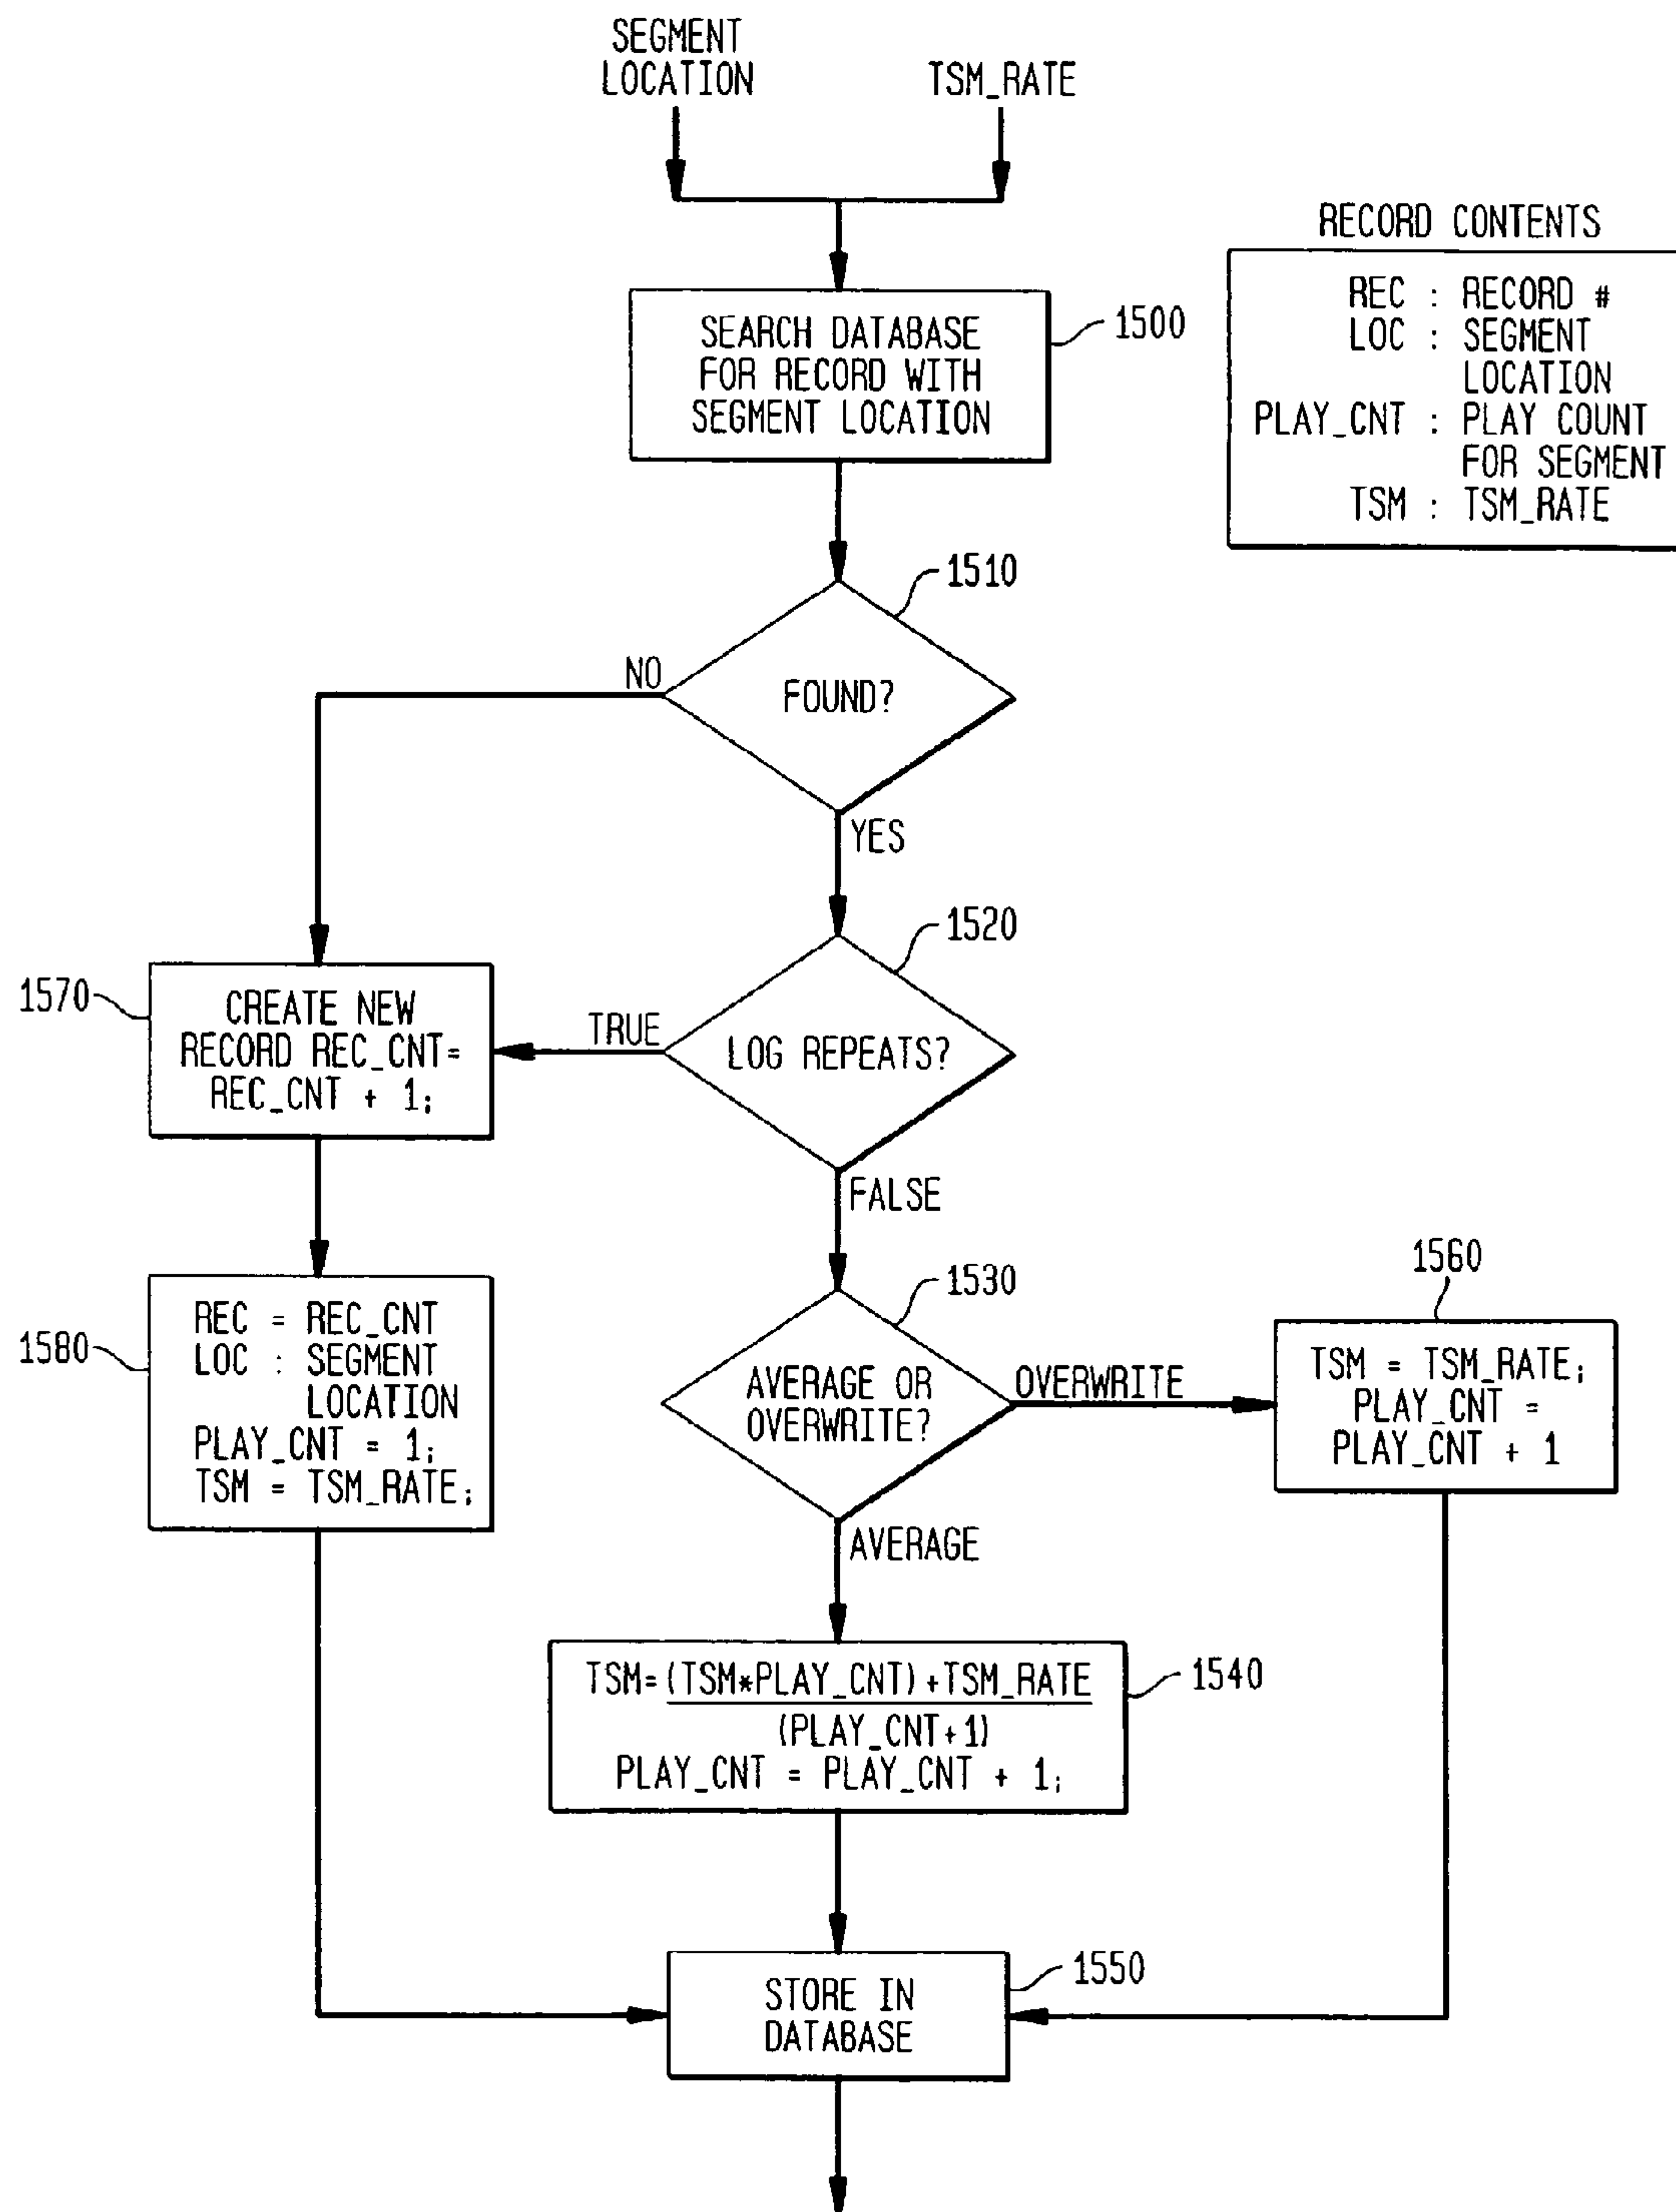 SEGMENT
LOCATION
TSM_RATE
RECORD CONTENTS
REC : RECORD #
LOC : SEGMENT
LOCATION
PLAY_CNT : PLAY COUNT
FOR SEGMENT
TSM : TSM_RATE
SEARCH DATABASE
FOR RECORD WITH
SEGMENT LOCATION
1500
1510
FOUND?
NO
YES
1520
LOG REPEATS?
TRUE
FALSE
1570
CREATE NEW
RECORD REC_CNT=
REC_CNT + 1;
1580
REC = REC_CNT
LOC : SEGMENT
LOCATION
PLAY_CNT = 1;
TSM = TSM_RATE;
1530
AVERAGE OR
OVERWRITE?
OVERWRITE
AVERAGE
1560
TSM = TSM_RATE;
PLAY_CNT =
PLAY_CNT + 1
TSM=(TSM*PLAY_CNT)+TSM_RATE
(PLAY_CNT+1)
PLAY_CNT = PLAY_CNT + 1;
1540
STORE IN
DATABASE
1550